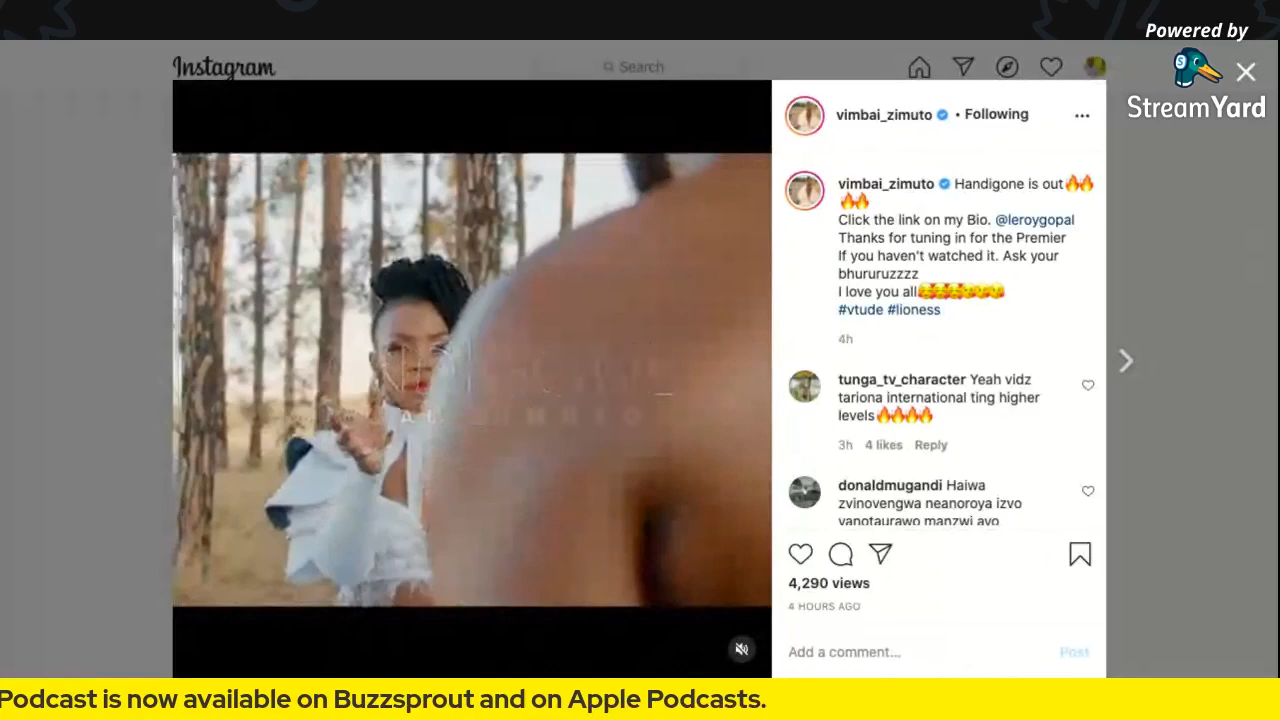 Powered by
StreamYard
Instagram
Search
vimbai_zimuto • Following
vimbai_zimuto Handigone is out🔥🔥
🔥🔥
Click the link on my Bio. @leroygopal
Thanks for tuning in for the Premier
If you haven't watched it. Ask your
bhururuzzzz
I love you all🥰🥰🥰😘😘😘
#vtude #lioness
4h
tunga_tv_character Yeah vidz
tariona international ting higher
levels🔥🔥🔥🔥
3h 4 likes Reply
donaldmugandi Haiwa
zvinovengwa neanoroya izvo
vanotaurawo manzwi avo
4,290 views
4 HOURS AGO
Add a comment... Post
Podcast is now available on Buzzsprout and on Apple Podcasts.